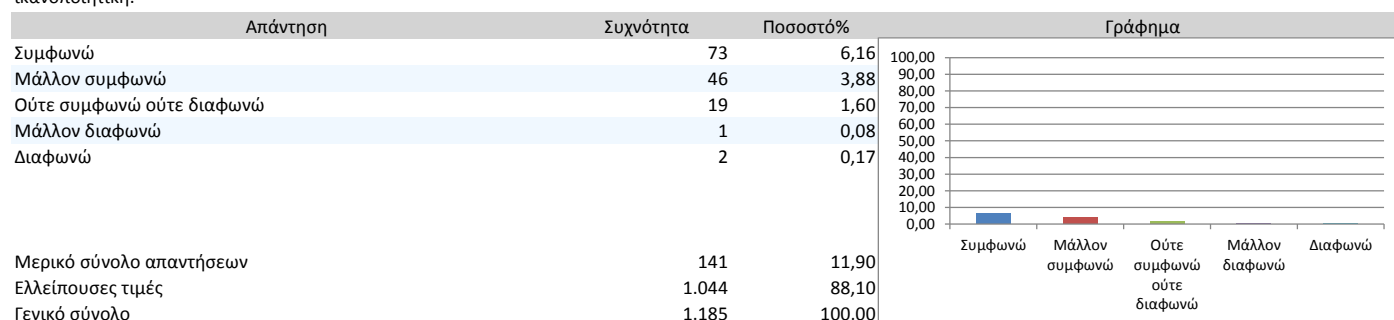 ικανοποιητική.
Απάντηση Συχνότητα Ποσοστό% Γράφημα
Συμφωνώ 73 6,16
Μάλλον συμφωνώ 46 3,88
Ούτε συμφωνώ ούτε διαφωνώ 19 1,60
Μάλλον διαφωνώ 1 0,08
Διαφωνώ 2 0,17
Μερικό σύνολο απαντήσεων 141 11,90
Ελλείπουσες τιμές 1.044 88,10
Γενικό σύνολο 1.185 100,00
100,00
90,00
80,00
70,00
60,00
50,00
40,00
30,00
20,00
10,00
0,00
Συμφωνώ Μάλλον Ούτε Μάλλον Διαφωνώ
συμφωνώ συμφωνώ διαφωνώ
ούτε
διαφωνώ